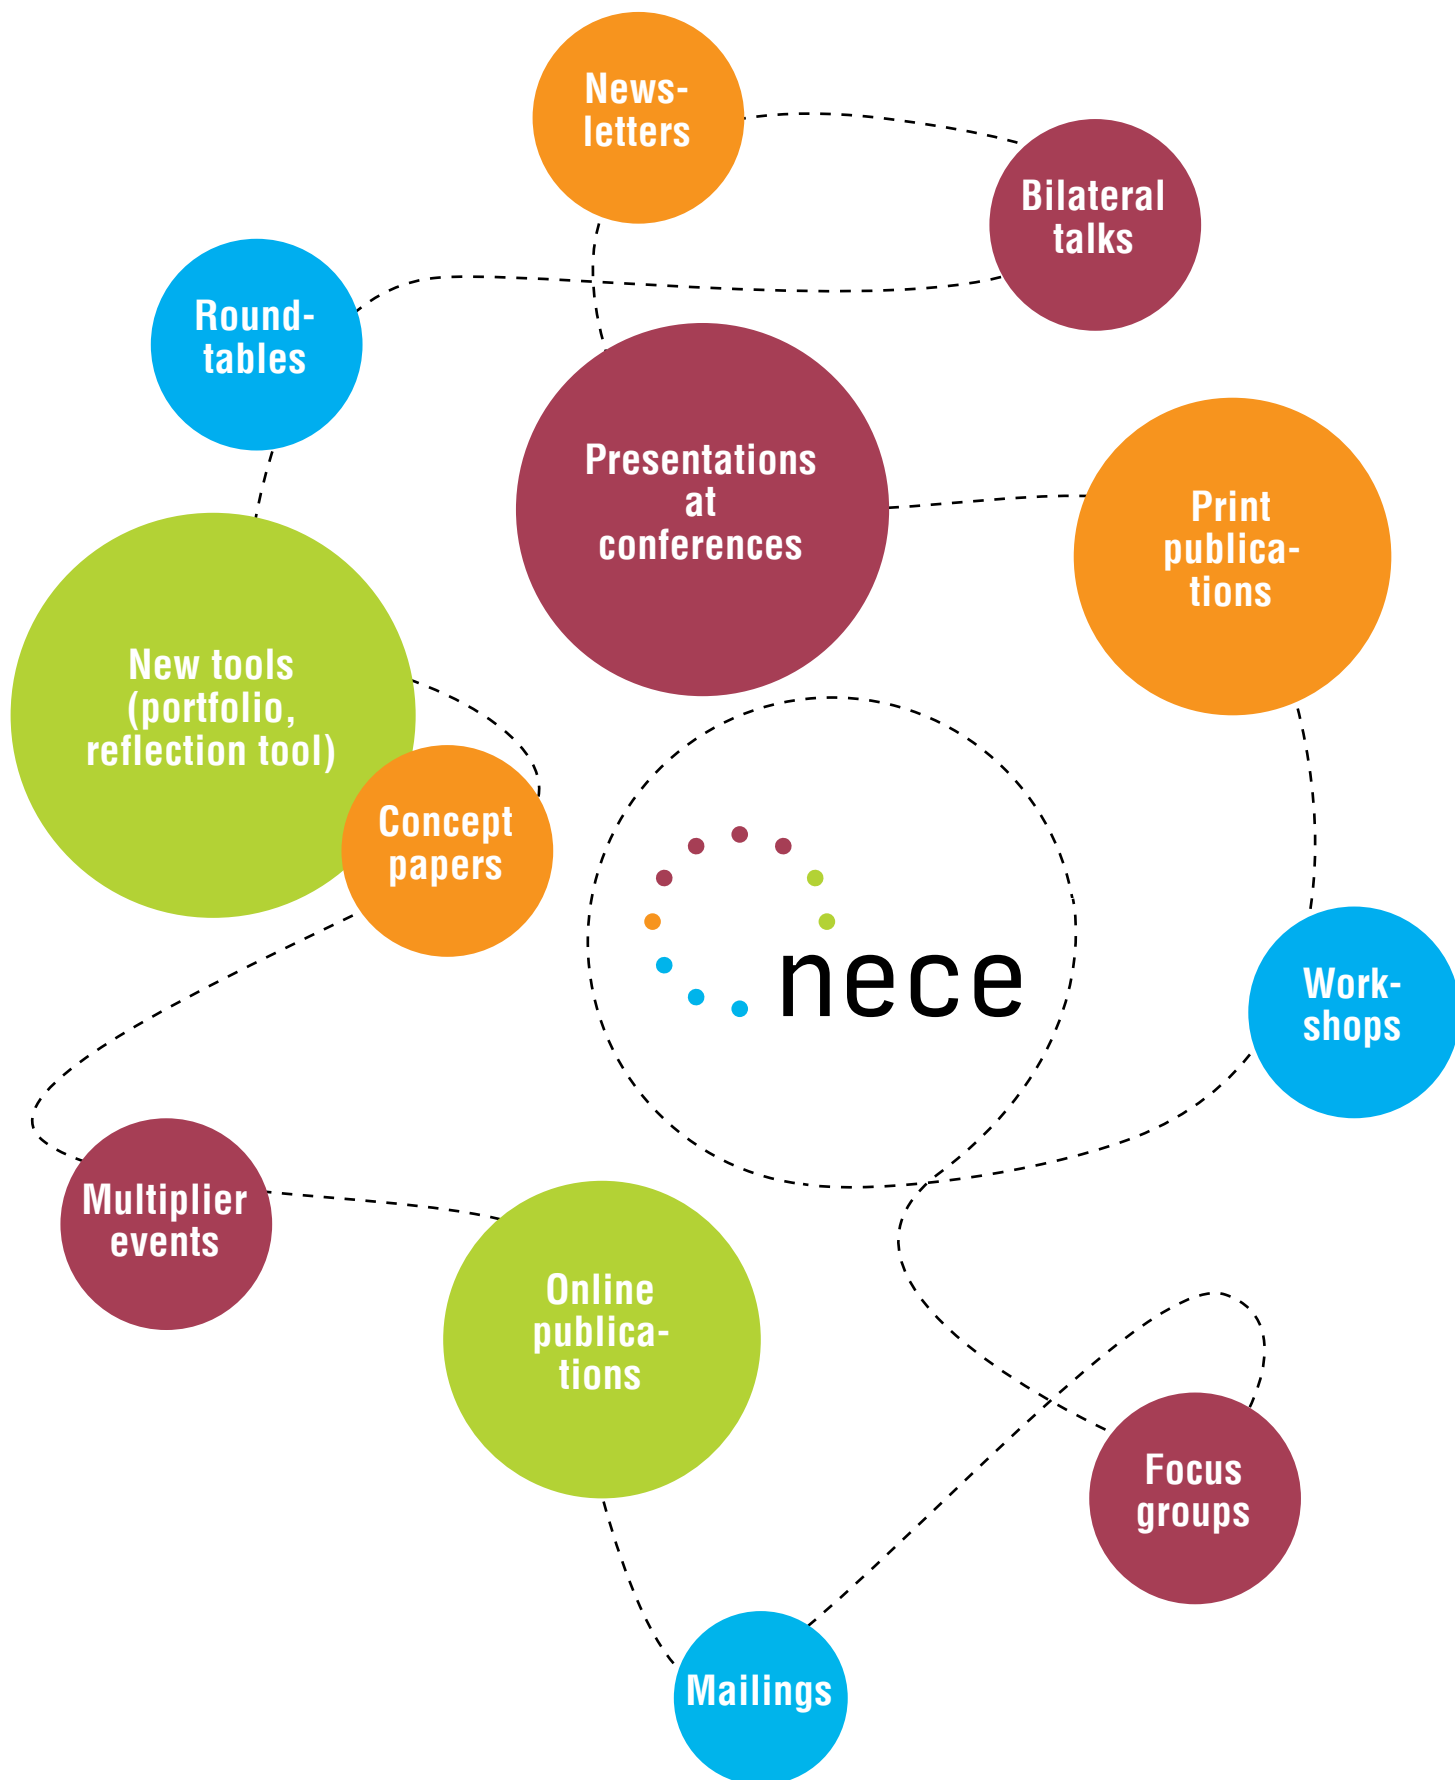 News-
letters
Bilateral
talks
Round-
tables
Presentations
at
conferences
Print
publica-
tions
New tools
(portfolio,
reflection tool)
Concept
papers
nece
Work-
shops
Multiplier
events
Online
publica-
tions
Focus
groups
Mailings